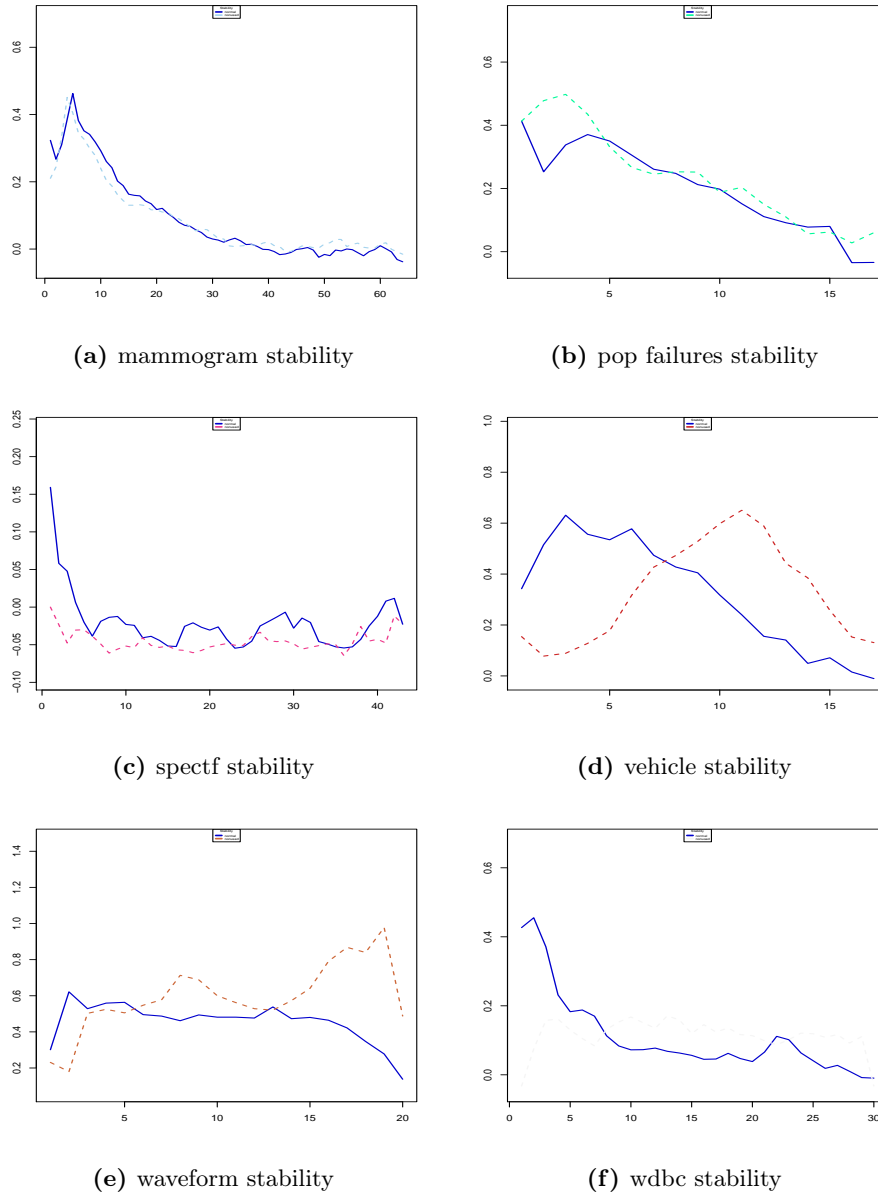 0.0 0.2 0.4 0.6
0 10 20 30 40 50 60
(a) mammogram stability
0.0 0.2 0.4 0.6
5 10 15
(b) pop failures stability
−0.10 −0.05 0.00 0.05 0.10 0.15 0.20 0.25
0 10 20 30 40
(c) spectf stability
0.0 0.2 0.4 0.6 0.8 1.0
5 10 15
(d) vehicle stability
0.2 0.4 0.6 0.8 1.0 1.2 1.4
5 10 15 20
(e) waveform stability
0.0 0.2 0.4 0.6
0 5 10 15 20 25 30
(f) wdbc stability